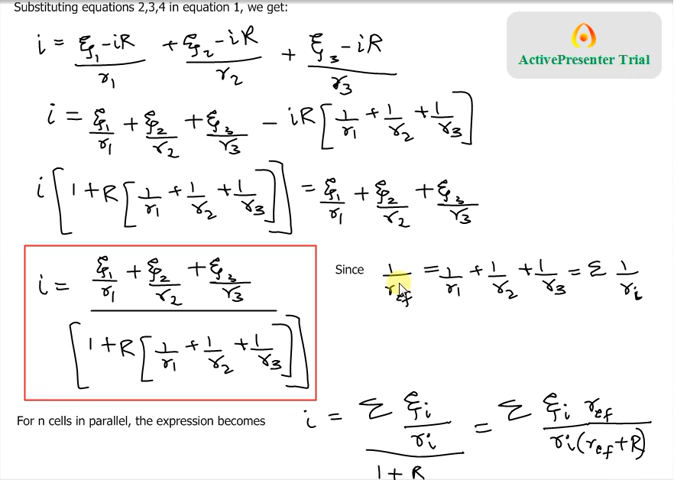 Substituting equations 2,3,4 in equation 1, we get:
ActivePresenter Trial
i = (ξ₁ - iR)/r₁ + (ξ₂ - iR)/r₂ + (ξ₃ - iR)/r₃
i = ξ₁/r₁ + ξ₂/r₂ + ξ₃/r₃ - iR [1/r₁ + 1/r₂ + 1/r₃]
i [1 + R [1/r₁ + 1/r₂ + 1/r₃]] = ξ₁/r₁ + ξ₂/r₂ + ξ₃/r₃
i = (ξ₁/r₁ + ξ₂/r₂ + ξ₃/r₃) / [1 + R [1/r₁ + 1/r₂ + 1/r₃]]
Since 1/r_ef = 1/r₁ + 1/r₂ + 1/r₃ = Σ 1/rᵢ
For n cells in parallel, the expression becomes i = (Σ ξᵢ/rᵢ) / (1 + R = Σ ξᵢ r_ef / rᵢ(r_ef + R)